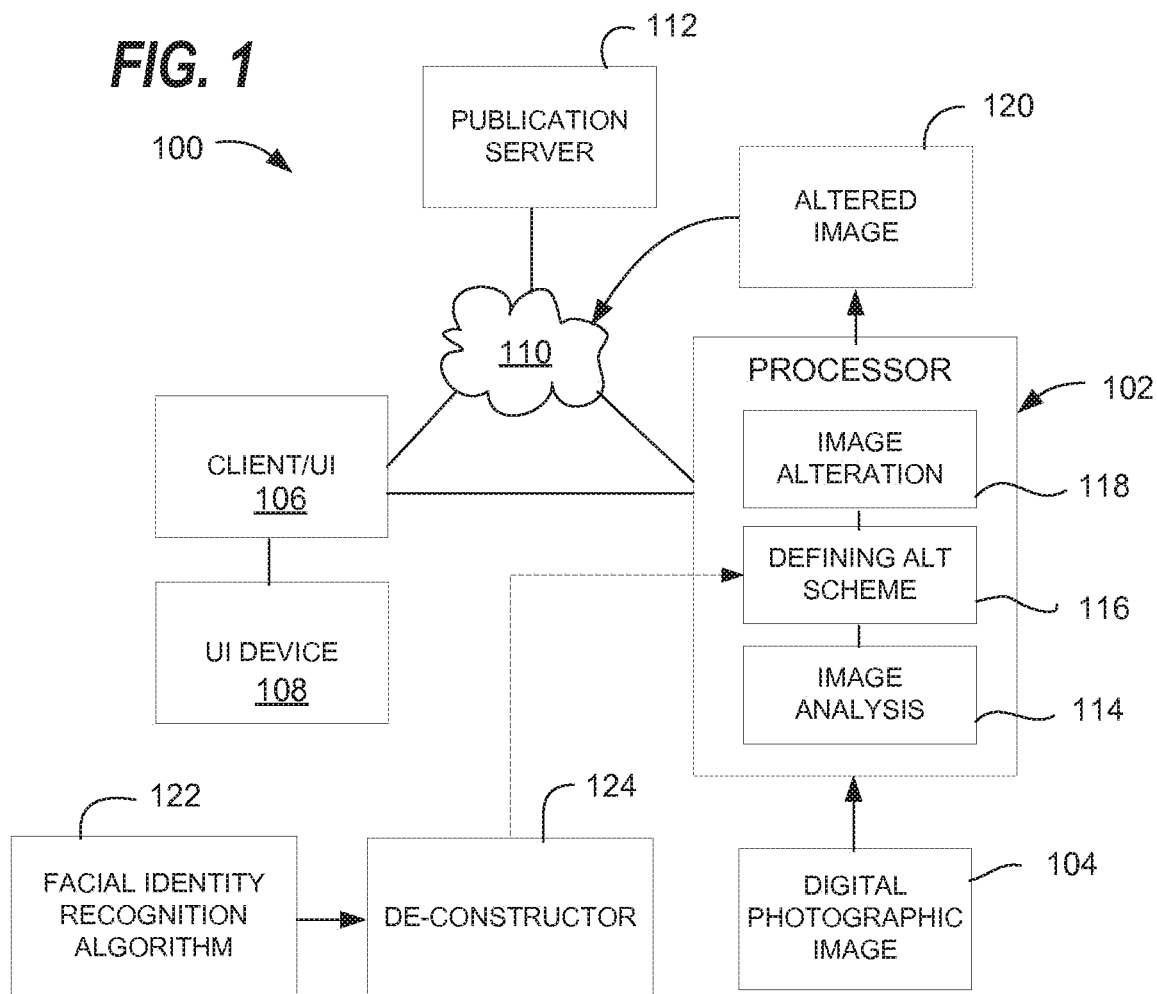 FIG. 1
112
PUBLICATION
SERVER
100
120
ALTERED
IMAGE
110
PROCESSOR
102
IMAGE
ALTERATION
118
CLIENT/UI
106
DEFINING ALT
SCHEME
116
UI DEVICE
108
IMAGE
ANALYSIS
114
122
124
FACIAL IDENTITY
RECOGNITION
ALGORITHM
DE-CONSTRUCTOR
104
DIGITAL
PHOTOGRAPHIC
IMAGE